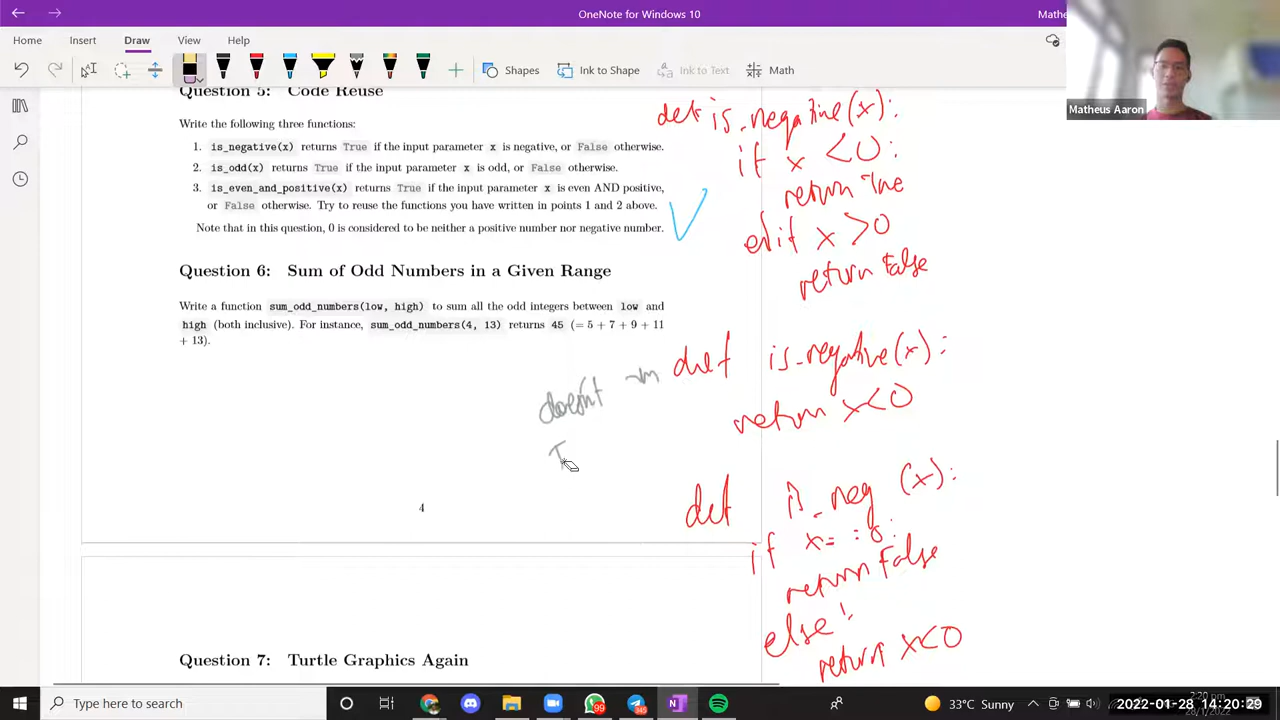 OneNote for Windows 10
Mathe
Home Insert Draw View Help
Shapes Ink to Shape Ink to Text Math
Matheus Aaron
Question 5: Code Reuse
Write the following three functions:
1. is_negative(x) returns True if the input parameter x is negative, or False otherwise.
2. is_odd(x) returns True if the input parameter x is odd, or False otherwise.
3. is_even_and_positive(x) returns True if the input parameter x is even AND positive,
or False otherwise. Try to reuse the functions you have written in points 1 and 2 above.
Note that in this question, 0 is considered to be neither a positive number nor negative number.
Question 6: Sum of Odd Numbers in a Given Range
Write a function sum_odd_numbers(low, high) to sum all the odd integers between low and
high (both inclusive). For instance, sum_odd_numbers(4, 13) returns 45 (= 5 + 7 + 9 + 11
+ 13).
doesn't
4
Question 7: Turtle Graphics Again
def is_negative(x):
if x <0:
return True
elif x >0
return False
def is_negative(x):
return x<0
def is_neg (x):
if x= =0:
return False
else:
return x<0
Type here to search
99
345
33°C Sunny
2:20 pm
28/1/2022
2022-01-28 14:20:29